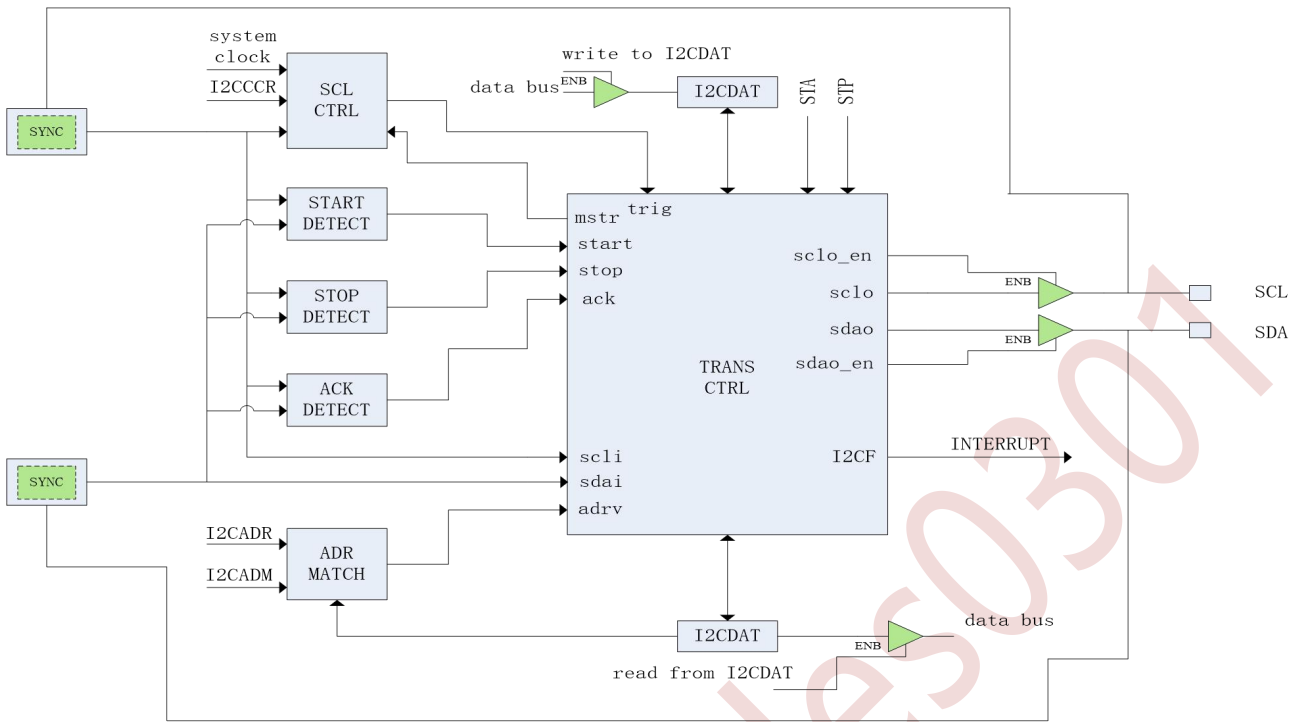 system
clock
I2CCCR
SYNC
SCL
CTRL
write to I2CDAT
data bus
ENB
I2CDAT
STA
STP
START
DETECT
STOP
DETECT
ACK
DETECT
mstr
trig
start
stop
ack
scli
sdai
adrv
TRANS
CTRL
sclo_en
sclo
sdao
sdao_en
I2CF
ENB
ENB
SCL
SDA
INTERRUPT
SYNC
I2CADR
I2CADM
ADR
MATCH
I2CDAT
ENB
data bus
read from I2CDAT
les0301